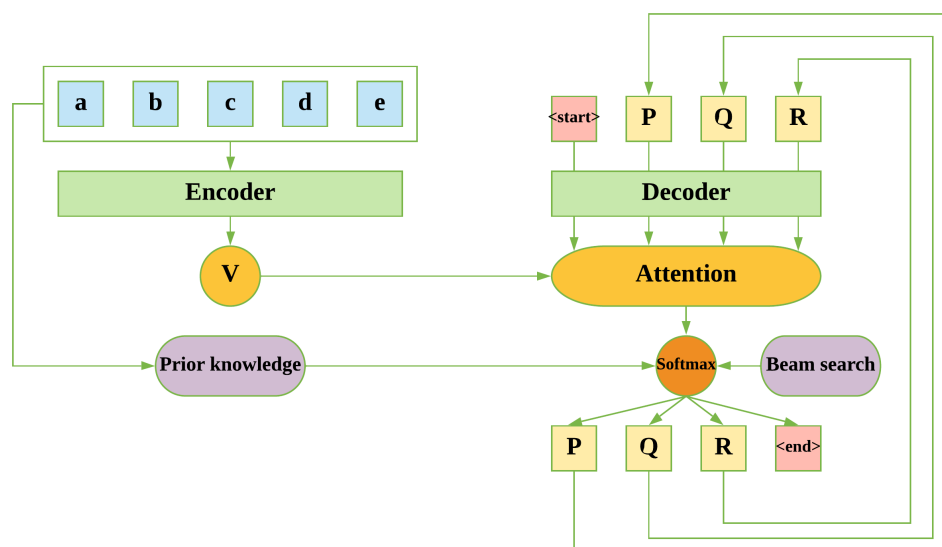 a b c d e
<start> P Q R
Encoder
Decoder
V
Attention
Prior knowledge
Softmax
Beam search
P Q R <end>